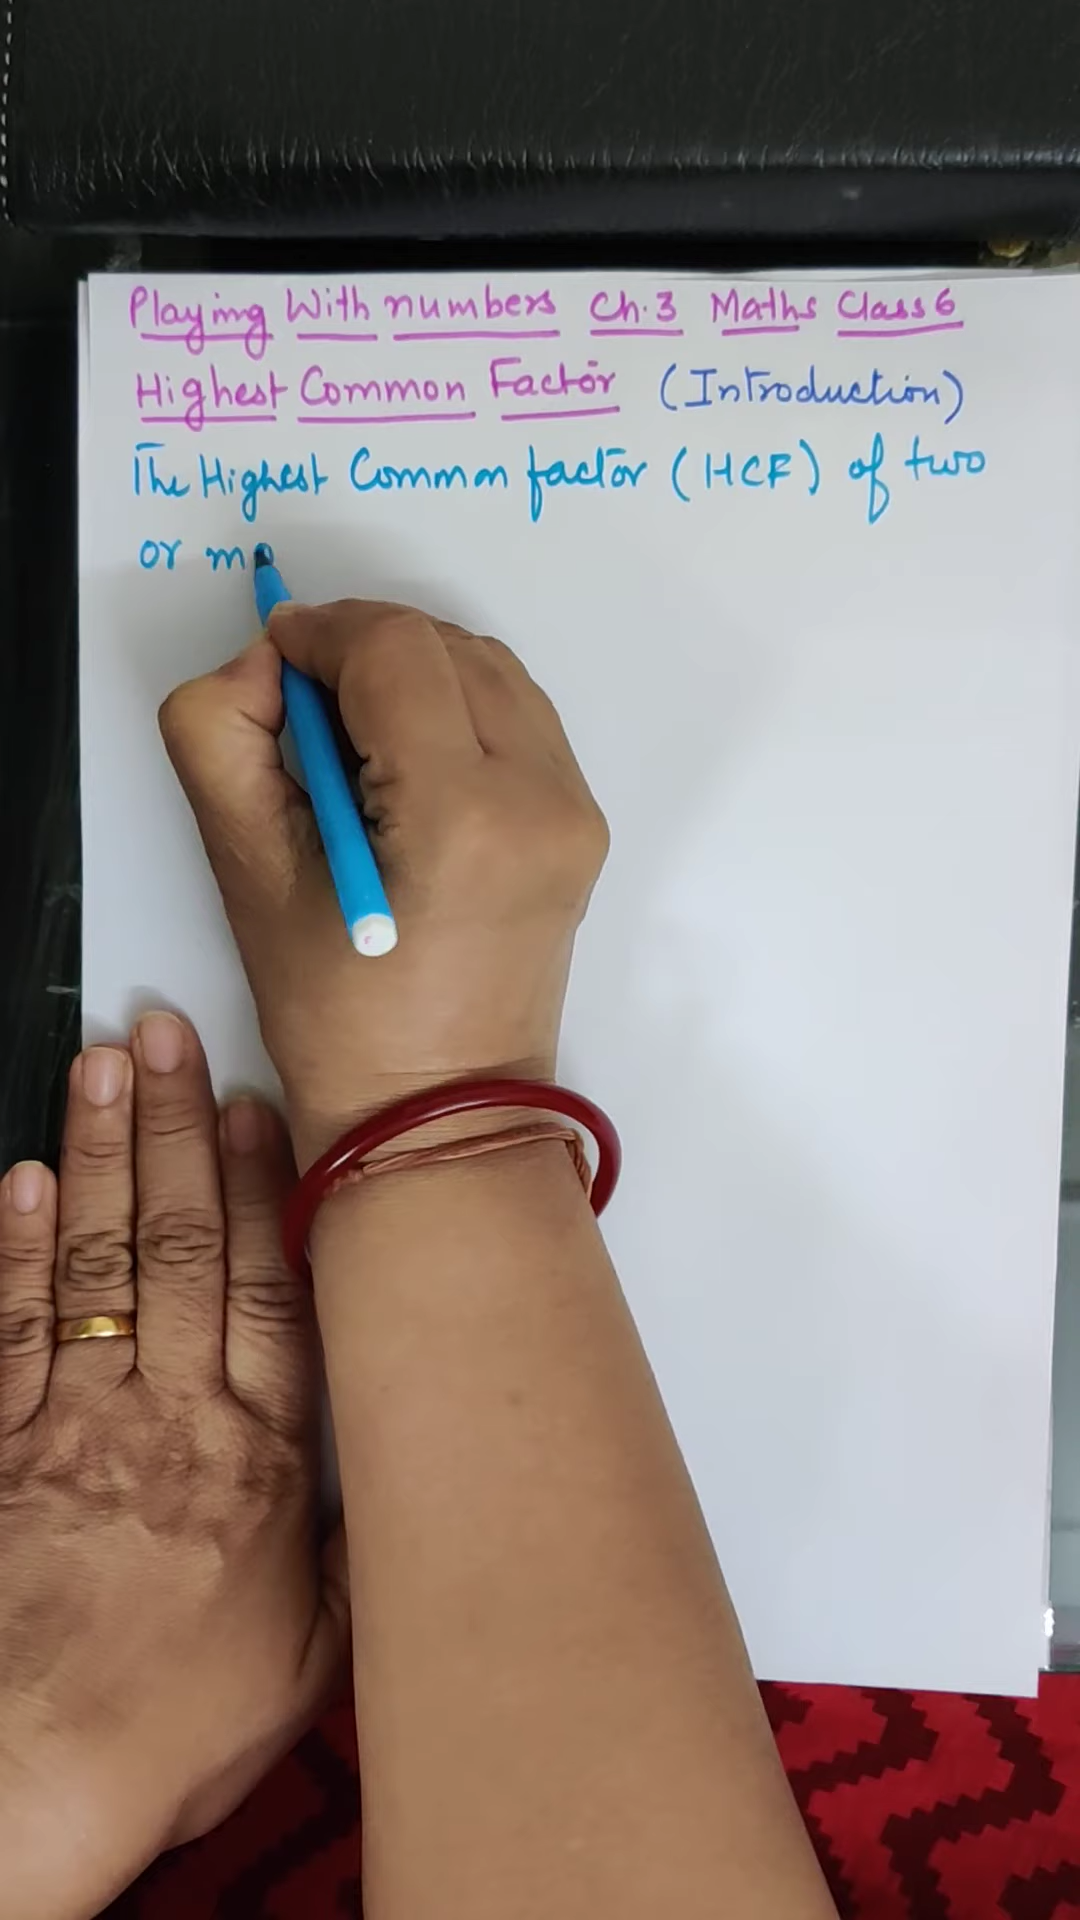 Playing With numbers Ch.3 Maths Class 6
Highest Common Factor (Introduction)
The Highest Common factor (HCF) of two
or mo